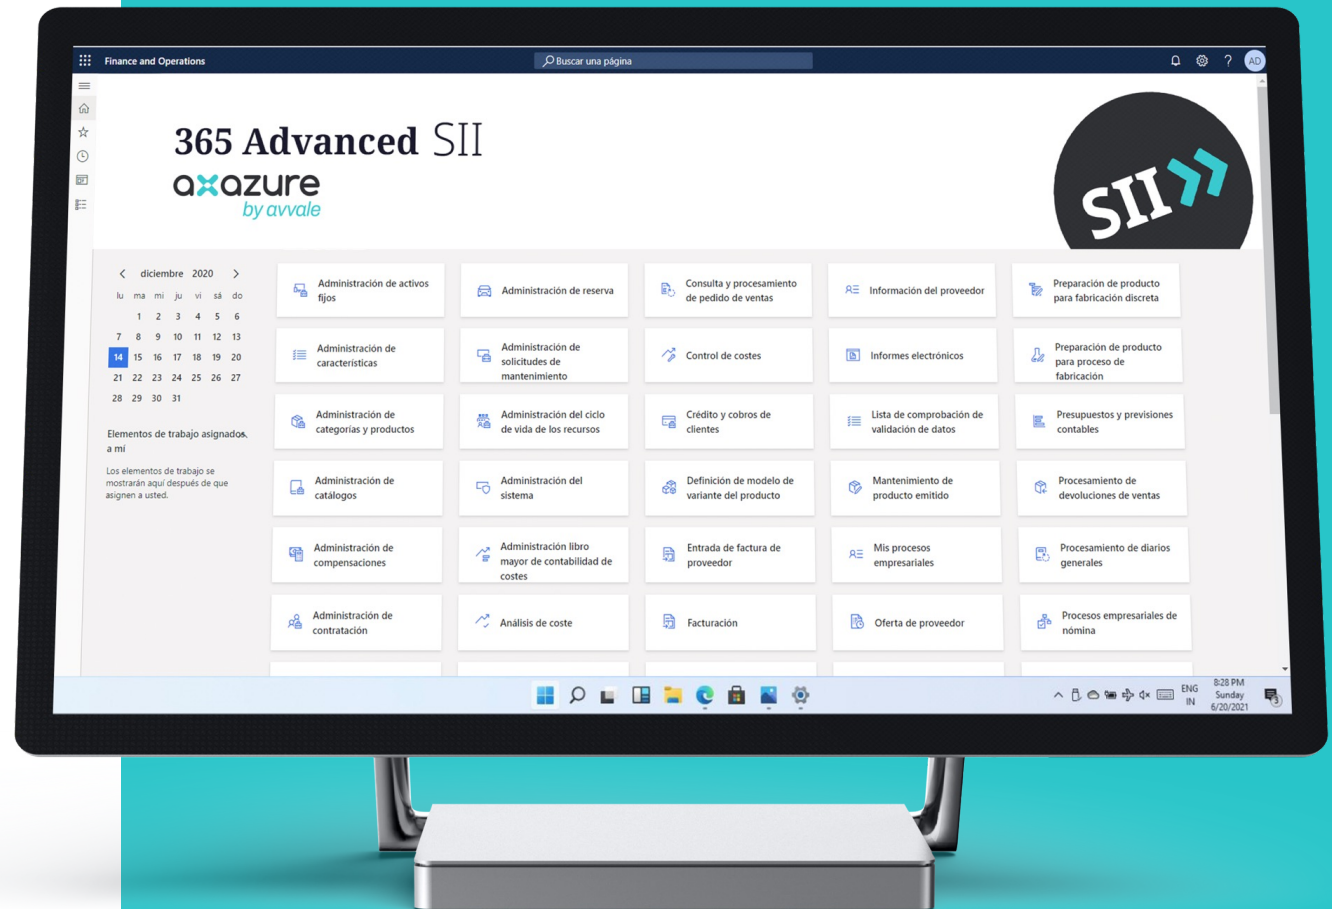 Finance and Operations
Buscar una página
?
AD
365 Advanced SII
axazure
by avvale
SII
diciembre 2020
lu ma mi ju vi sá do
1 2 3 4 5 6
7 8 9 10 11 12 13
14 15 16 17 18 19 20
21 22 23 24 25 26 27
28 29 30 31
Elementos de trabajo asignados
a mí
Los elementos de trabajo se
mostrarán aquí después de que
asignen a usted.
Administración de activos
fijos
Administración de reserva
Consulta y procesamiento
de pedido de ventas
Información del proveedor
Preparación de producto
para fabricación discreta
Administración de
características
Administración de
solicitudes de
mantenimiento
Control de costes
Informes electrónicos
Preparación de producto
para proceso de
fabricación
Administración de
categorías y productos
Administración del ciclo
de vida de los recursos
Crédito y cobros de
clientes
Lista de comprobación de
validación de datos
Presupuestos y previsiones
contables
Administración de
catálogos
Administración del
sistema
Definición de modelo de
variante del producto
Mantenimiento de
producto emitido
Procesamiento de
devoluciones de ventas
Administración de
compensaciones
Administración libro
mayor de contabilidad de
costes
Entrada de factura de
proveedor
Mis procesos
empresariales
Procesamiento de diarios
generales
Administración de
contratación
Análisis de coste
Facturación
Oferta de proveedor
Procesos empresariales de
nómina
ENG
IN
8:28 PM
Sunday
6/20/2021
3